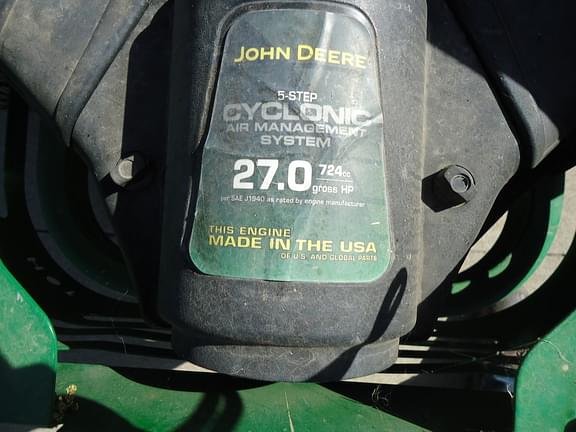 JOHN DEERE
5-STEP
CYCLONIC
AIR MANAGEMENT
SYSTEM
27.0 724cc
gross HP
per SAE J1940 as rated by engine manufacturer
THIS ENGINE
MADE IN THE USA
OF U.S. AND GLOBAL PARTS